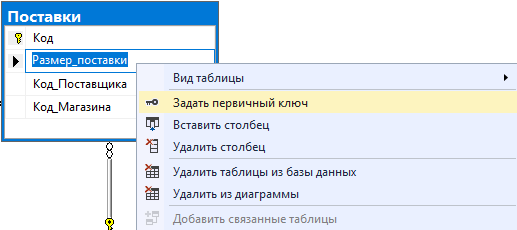 Поставки
Код
Размер_поставки
Код_Поставщика
Код_Магазина
Вид таблицы
Задать первичный ключ
Вставить столбец
Удалить столбец
Удалить таблицы из базы данных
Удалить из диаграммы
Добавить связанные таблицы